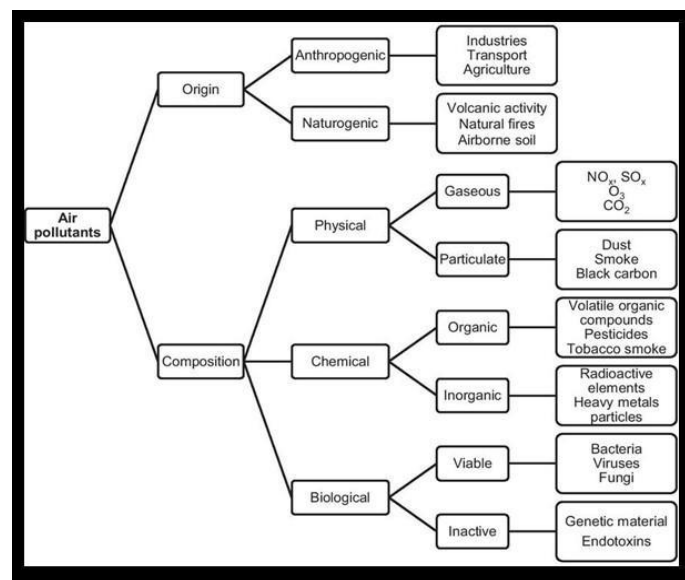 Air
pollutants
Origin
Anthropogenic
Industries
Transport
Agriculture
Naturogenic
Volcanic activity
Natural fires
Airborne soil
Composition
Physical
Gaseous
NOx, SOx
O3
CO2
Particulate
Dust
Smoke
Black carbon
Chemical
Organic
Volatile organic
compounds
Pesticides
Tobacco smoke
Inorganic
Radioactive
elements
Heavy metals
particles
Biological
Viable
Bacteria
Viruses
Fungi
Inactive
Genetic material
Endotoxins